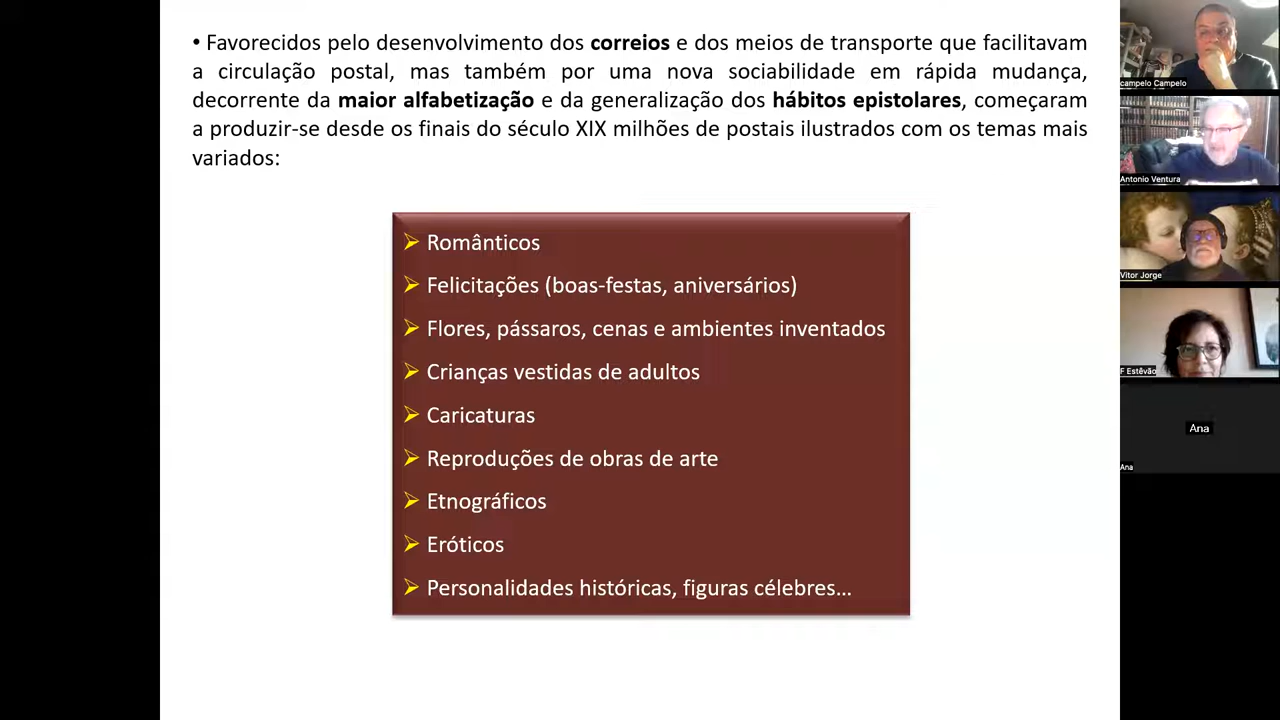 • Favorecidos pelo desenvolvimento dos correios e dos meios de transporte que facilitavam
a circulação postal, mas também por uma nova sociabilidade em rápida mudança,
decorrente da maior alfabetização e da generalização dos hábitos epistolares, começaram
a produzir-se desde os finais do século XIX milhões de postais ilustrados com os temas mais
variados:
➢ Românticos
➢ Felicitações (boas-festas, aniversários)
➢ Flores, pássaros, cenas e ambientes inventados
➢ Crianças vestidas de adultos
➢ Caricaturas
➢ Reproduções de obras de arte
➢ Etnográficos
➢ Eróticos
➢ Personalidades históricas, figuras célebres…
campelo Campelo
Antonio Ventura
Vitor Jorge
F Estêvão
Ana
Ana